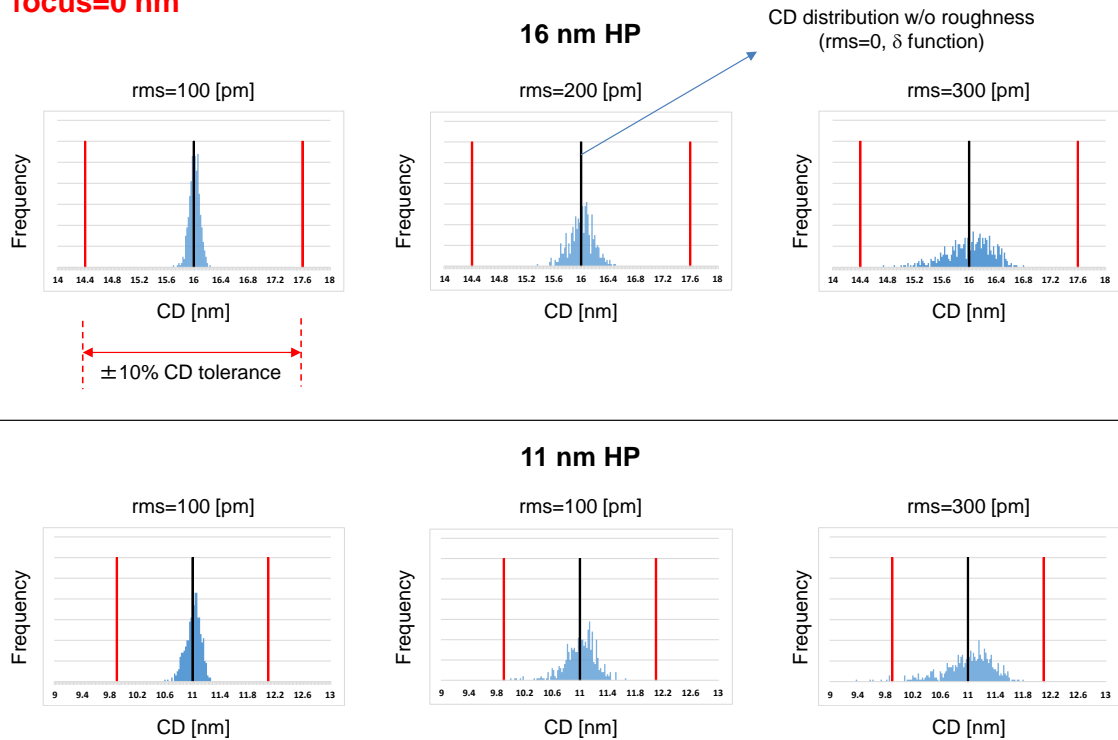 focus=0 nm
16 nm HP
CD distribution w/o roughness
(rms=0, δ function)
rms=100 [pm]
rms=200 [pm]
rms=300 [pm]
Frequency
14 14.4 14.8 15.2 15.6 16 16.4 16.8 17.2 17.6 18
CD [nm]
Frequency
14 14.4 14.8 15.2 15.6 16 16.4 16.8 17.2 17.6 18
CD [nm]
Frequency
14 14.4 14.8 15.2 15.6 16 16.4 16.8 17.2 17.6 18
CD [nm]
±10% CD tolerance
11 nm HP
rms=100 [pm]
rms=100 [pm]
rms=300 [pm]
Frequency
9 9.4 9.8 10.2 10.6 11 11.4 11.8 12.2 12.6 13
CD [nm]
Frequency
9 9.4 9.8 10.2 10.6 11 11.4 11.8 12.2 12.6 13
CD [nm]
Frequency
9 9.4 9.8 10.2 10.6 11 11.4 11.8 12.2 12.6 13
CD [nm]